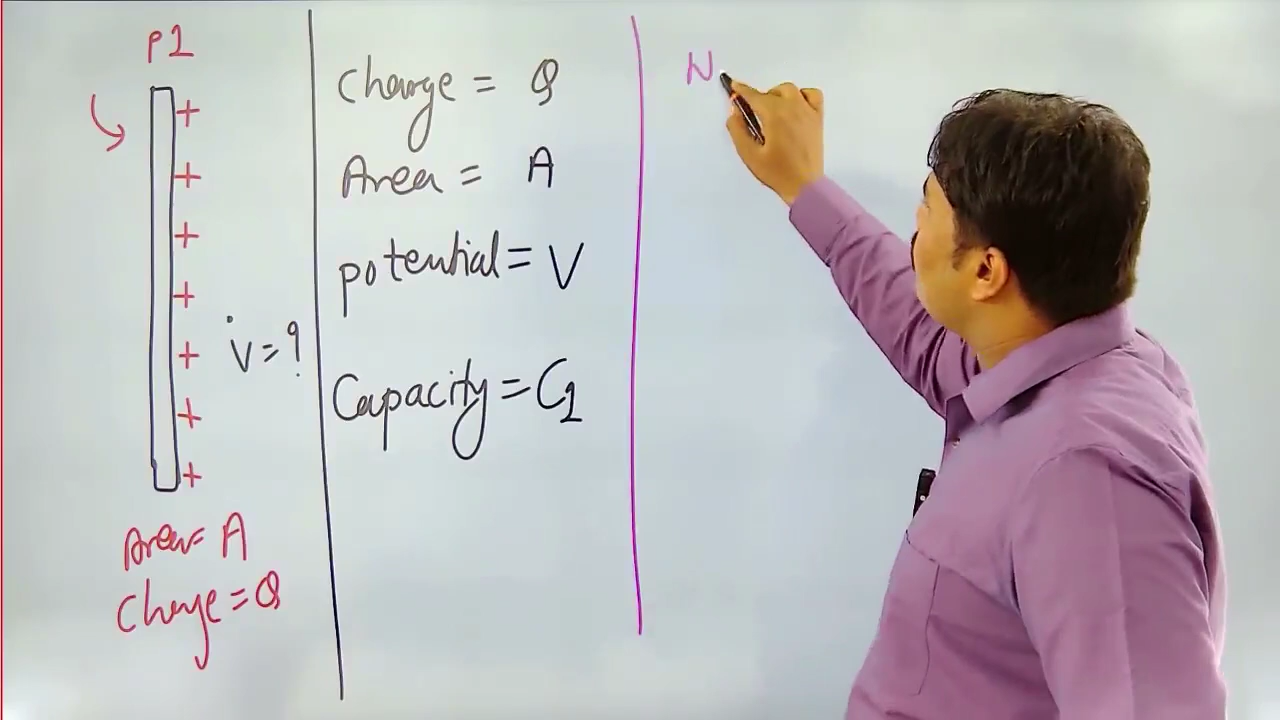 P1
+
+
+
+
+
+
+
V = ?
Area = A
Charge = Q
Charge = Q
Area = A
potential = V
Capacity = C1
N